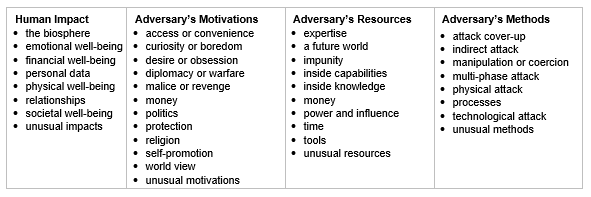 Human Impact
• the biosphere
• emotional well-being
• financial well-being
• personal data
• physical well-being
• relationships
• societal well-being
• unusual impacts
Adversary's Motivations
• access or convenience
• curiosity or boredom
• desire or obsession
• diplomacy or warfare
• malice or revenge
• money
• politics
• protection
• religion
• self-promotion
• world view
• unusual motivations
Adversary's Resources
• expertise
• a future world
• impunity
• inside capabilities
• inside knowledge
• money
• power and influence
• time
• tools
• unusual resources
Adversary's Methods
• attack cover-up
• indirect attack
• manipulation or coercion
• multi-phase attack
• physical attack
• processes
• technological attack
• unusual methods